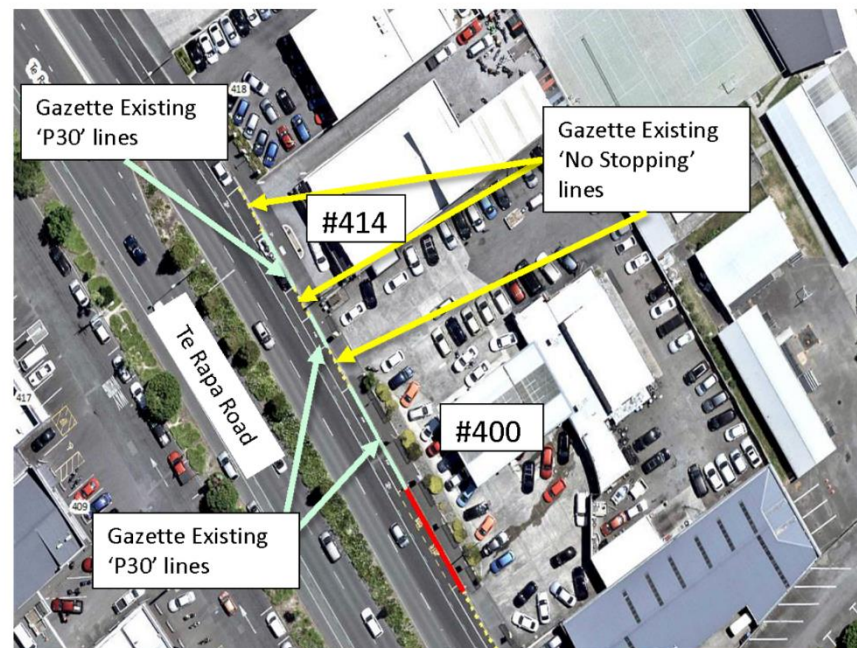 418
Gazette Existing
‘P30’ lines
Gazette Existing
‘No Stopping’
lines
#414
Te Rapa Road
417
#400
409
Gazette Existing
‘P30’ lines